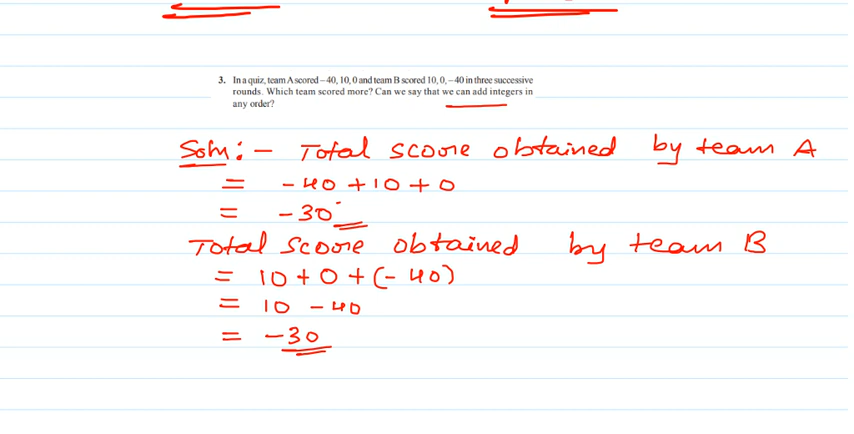 3. In a quiz, team A scored – 40, 10, 0 and team B scored 10, 0, – 40 in three successive
rounds. Which team scored more? Can we say that we can add integers in
any order?
Soln:- Total score obtained by team A
= -40 +10 + 0
= -30
Total score obtained by team B
= 10 + 0 + (- 40)
= 10 - 40
= -30